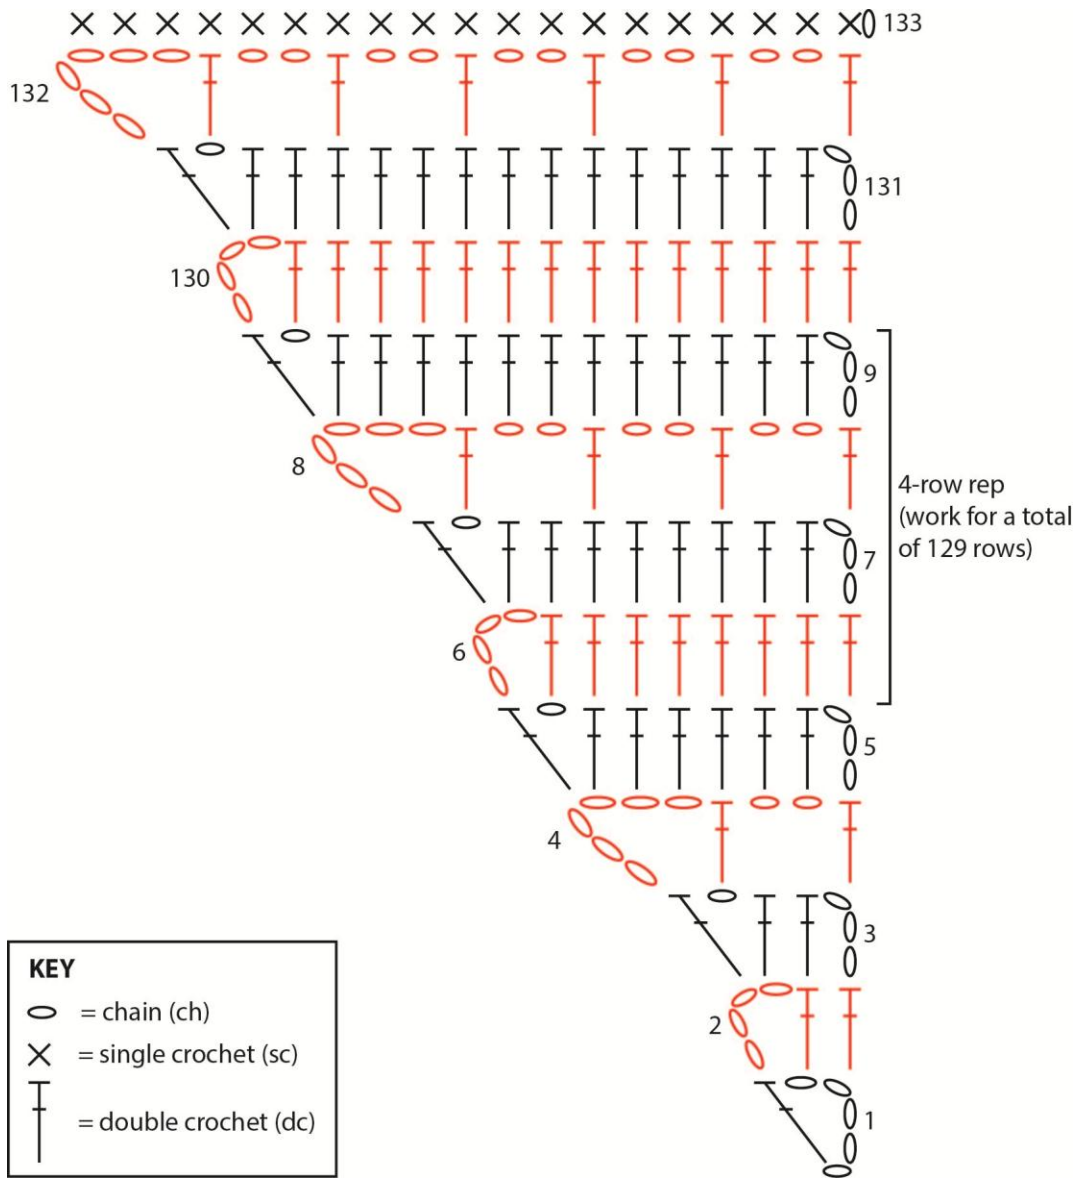 133
132
131
130
9
8
4-row rep
(work for a total
of 129 rows)
7
6
5
4
3
2
1
KEY
= chain (ch)
= single crochet (sc)
= double crochet (dc)